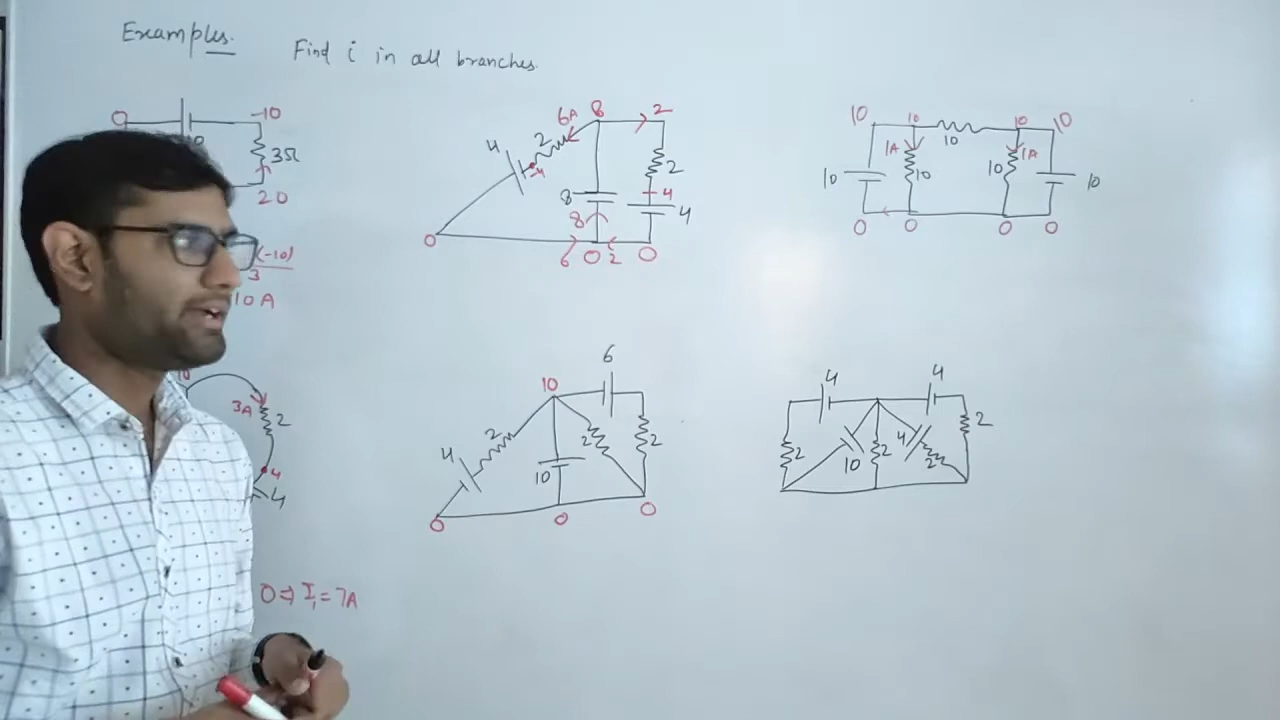 Examples.
Find i in all branches.
0 -10
3Ω
20
(-10)
3
10 A
10
3A 2
4
4
0 ⇒ I₁ = 7A
6A 8 2
4 2
-4
2
8 4
8 4
0
6 0 2 0
10 10 10 10
10
1A 10 10 1A
10 10
0 0 0 0
6
10
2 2 2
4
10
0 0 0
4 4
2
2 10 2 4 2